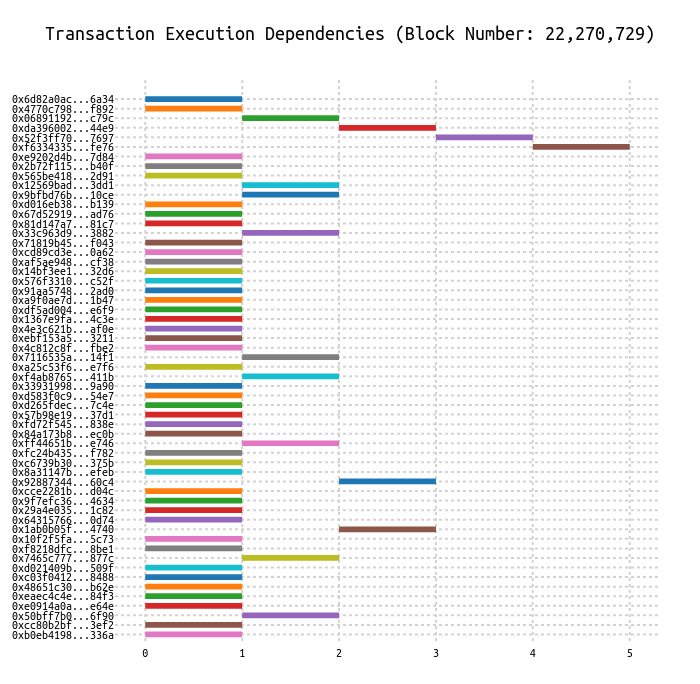 Transaction Execution Dependencies (Block Number: 22,270,729)
0x6d82a0ac...6a34
0x4770c798...f892
0x06891192...c79c
0xda396002...44e9
0x52f3ff70...7697
0xf6334335...fe76
0xe9202d4b...7d84
0x2b72f115...b40f
0x565be418...2d91
0x12569bad...3dd1
0x9bfbd76b...10ce
0xd016eb38...b139
0x67d52919...ad76
0x81d147a7...81c7
0x33c963d9...3882
0x71819b45...f043
0xcd89cd3e...0a62
0xaf5ae948...cf38
0x14bf3ee1...32d6
0x576f3310...c52f
0x91aa5748...2ad0
0xa9f0ae7d...1b47
0xdf5ad004...e6f9
0x1367e9fa...4c3e
0x4e3c621b...af0e
0xebf153a5...3211
0x4c812c8f...fbe2
0x7116535a...14f1
0xa25c53f6...e7f6
0xf4ab8765...411b
0x33931998...9a90
0xd583f0c9...54e7
0xd265fdec...7c4e
0x57b98e19...37d1
0xfd72f545...838e
0x84a173b8...ec0b
0xff44651b...e746
0xfc24b435...f782
0xc6739b30...375b
0x8a31147b...efeb
0x92887344...60c4
0xcce2281b...d04c
0x9f7efc36...4634
0x29a4e035...1c82
0x64315766...0d74
0x1ab0b05f...4740
0x10f2f5fa...5c73
0xf8218dfc...8be1
0x7465c777...877c
0xd021409b...509f
0xc03f0412...8488
0x48651c30...b62e
0xeaec4c4e...84f3
0xe0914a0a...e64e
0x50bff7b0...6f90
0xcc80b2bf...3ef2
0xb0eb4198...336a
0 1 2 3 4 5